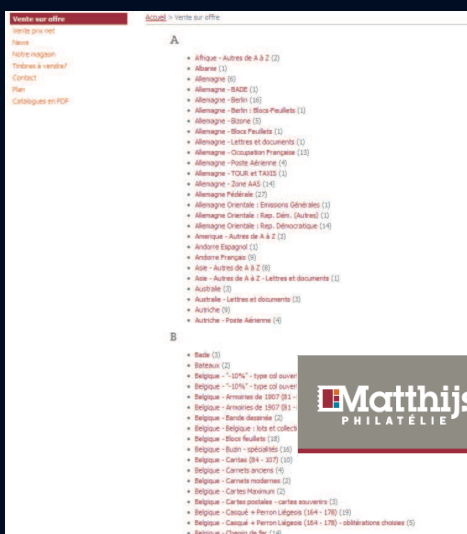 Vente sur offre
Vente prix net
News
Notre magasin
Timbres à vendre?
Contact
Plan
Catalogues en PDF
Accueil > Vente sur offre
A
• Afrique - Autres de A à Z (2)
• Albanie (1)
• Allemagne (6)
• Allemagne - BADE (1)
• Allemagne - Berlin (16)
• Allemagne - Berlin : Blocs-Feuillets (1)
• Allemagne - Bizone (5)
• Allemagne - Blocs Feuillets (1)
• Allemagne - Lettres et documents (1)
• Allemagne - Occupation Française (13)
• Allemagne - Poste Aérienne (4)
• Allemagne - TOUR et TAXIS (1)
• Allemagne - Zone AAS (14)
• Allemagne Fédérale (27)
• Allemagne Orientale : Emissions Générales (1)
• Allemagne Orientale : Rep. Dém. (Autres) (1)
• Allemagne Orientale : Rep. Démocratique (14)
• Amerique - Autres de A à Z (3)
• Andorre Espagnol (1)
• Andorre Français (9)
• Asie - Autres de A à Z (8)
• Asie - Autres de A à Z - Lettres et documents (1)
• Australie (3)
• Australie - Lettres et documents (3)
• Autriche (9)
• Autriche - Poste Aérienne (4)
B
• Bade (3)
• Bateaux (2)
• Belgique - "-10%" - type col ouver
• Belgique - "-10%" - type col ouver
• Belgique - Armoiries de 1907 (81 -
• Belgique - Armoiries de 1907 (81 -
• Belgique - Bande dessinée (2)
• Belgique - Belgique : lots et collect
• Belgique - Blocs feuillets (18)
• Belgique - Buzin - spécialités (16)
• Belgique - Caritas (84 - 107) (10)
• Belgique - Carnets anciens (4)
• Belgique - Carnets modernes (2)
• Belgique - Cartes Maximum (2)
• Belgique - Cartes postales - cartes souvenirs (3)
• Belgique - Casqué + Perron Liégeois (164 - 178) (19)
• Belgique - Casqué + Perron Liégeois (164 - 178) - oblitérations choisies (5)
• Belgique - Chemin de fer (14)
Matthijs
PHILATÉLIE